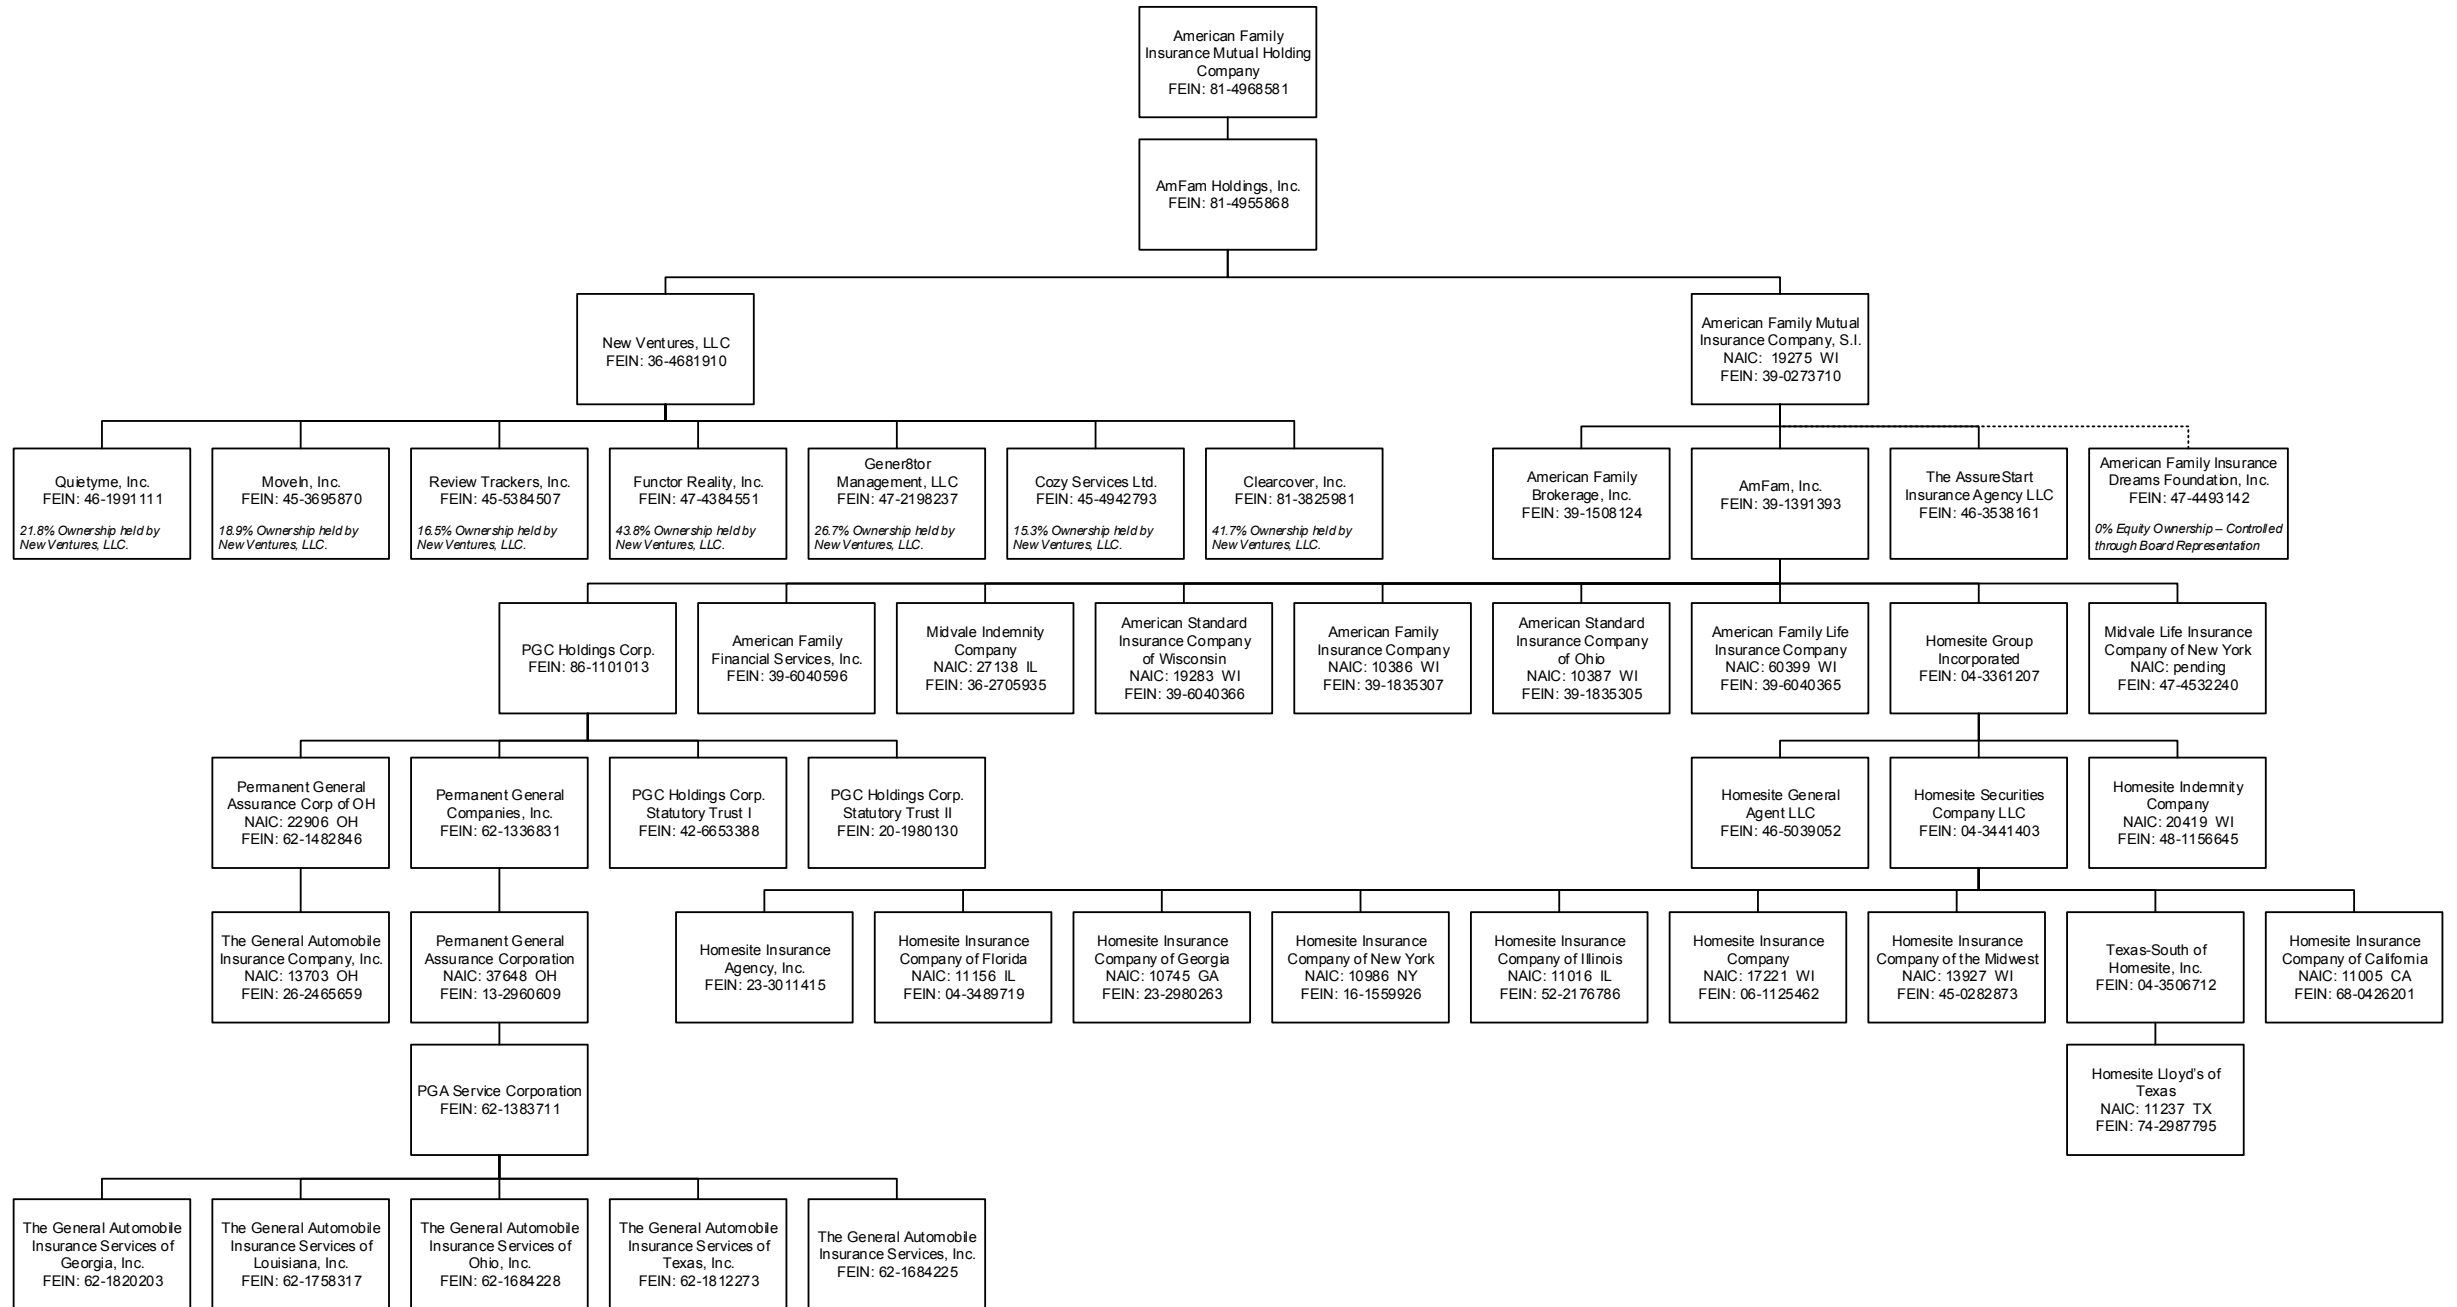 American Family
Insurance Mutual Holding
Company
FEIN: 81-4968581
AmFam Holdings, Inc.
FEIN: 81-4955868
New Ventures, LLC
FEIN: 36-4681910
American Family Mutual
Insurance Company, S.I.
NAIC: 19275 WI
FEIN: 39-0273710
Quietyme, Inc.
FEIN: 46-1991111
21.8% Ownership held by
New Ventures, LLC.
MoveIn, Inc.
FEIN: 45-3695870
18.9% Ownership held by
New Ventures, LLC.
Review Trackers, Inc.
FEIN: 45-5384507
16.5% Ownership held by
New Ventures, LLC.
Functor Reality, Inc.
FEIN: 47-4384551
43.8% Ownership held by
New Ventures, LLC.
Gener8tor
Management, LLC
FEIN: 47-2198237
26.7% Ownership held by
New Ventures, LLC.
Cozy Services Ltd.
FEIN: 45-4942793
15.3% Ownership held by
New Ventures, LLC.
Clearcover, Inc.
FEIN: 81-3825981
41.7% Ownership held by
New Ventures, LLC.
American Family
Brokerage, Inc.
FEIN: 39-1508124
AmFam, Inc.
FEIN: 39-1391393
The AssureStart
Insurance Agency LLC
FEIN: 46-3538161
American Family Insurance
Dreams Foundation, Inc.
FEIN: 47-4493142
0% Equity Ownership – Controlled
through Board Representation
PGC Holdings Corp.
FEIN: 86-1101013
American Family
Financial Services, Inc.
FEIN: 39-6040596
Midvale Indemnity
Company
NAIC: 27138 IL
FEIN: 36-2705935
American Standard
Insurance Company
of Wisconsin
NAIC: 19283 WI
FEIN: 39-6040366
American Family
Insurance Company
NAIC: 10386 WI
FEIN: 39-1835307
American Standard
Insurance Company
of Ohio
NAIC: 10387 WI
FEIN: 39-1835305
American Family Life
Insurance Company
NAIC: 60399 WI
FEIN: 39-6040365
Homesite Group
Incorporated
FEIN: 04-3361207
Midvale Life Insurance
Company of New York
NAIC: pending
FEIN: 47-4532240
Permanent General
Assurance Corp of OH
NAIC: 22906 OH
FEIN: 62-1482846
Permanent General
Companies, Inc.
FEIN: 62-1336831
PGC Holdings Corp.
Statutory Trust I
FEIN: 42-6653388
PGC Holdings Corp.
Statutory Trust II
FEIN: 20-1980130
Homesite General
Agent LLC
FEIN: 46-5039052
Homesite Securities
Company LLC
FEIN: 04-3441403
Homesite Indemnity
Company
NAIC: 20419 WI
FEIN: 48-1156645
The General Automobile
Insurance Company, Inc.
NAIC: 13703 OH
FEIN: 26-2465659
Permanent General
Assurance Corporation
NAIC: 37648 OH
FEIN: 13-2960609
Homesite Insurance
Agency, Inc.
FEIN: 23-3011415
Homesite Insurance
Company of Florida
NAIC: 11156 IL
FEIN: 04-3489719
Homesite Insurance
Company of Georgia
NAIC: 10745 GA
FEIN: 23-2980263
Homesite Insurance
Company of New York
NAIC: 10986 NY
FEIN: 16-1559926
Homesite Insurance
Company of Illinois
NAIC: 11016 IL
FEIN: 52-2176786
Homesite Insurance
Company
NAIC: 17221 WI
FEIN: 06-1125462
Homesite Insurance
Company of the Midwest
NAIC: 13927 WI
FEIN: 45-0282873
Texas-South of
Homesite, Inc.
FEIN: 04-3506712
Homesite Insurance
Company of California
NAIC: 11005 CA
FEIN: 68-0426201
PGA Service Corporation
FEIN: 62-1383711
Homesite Lloyd's of
Texas
NAIC: 11237 TX
FEIN: 74-2987795
The General Automobile
Insurance Services of
Georgia, Inc.
FEIN: 62-1820203
The General Automobile
Insurance Services of
Louisiana, Inc.
FEIN: 62-1758317
The General Automobile
Insurance Services of
Ohio, Inc.
FEIN: 62-1684228
The General Automobile
Insurance Services of
Texas, Inc.
FEIN: 62-1812273
The General Automobile
Insurance Services, Inc.
FEIN: 62-1684225